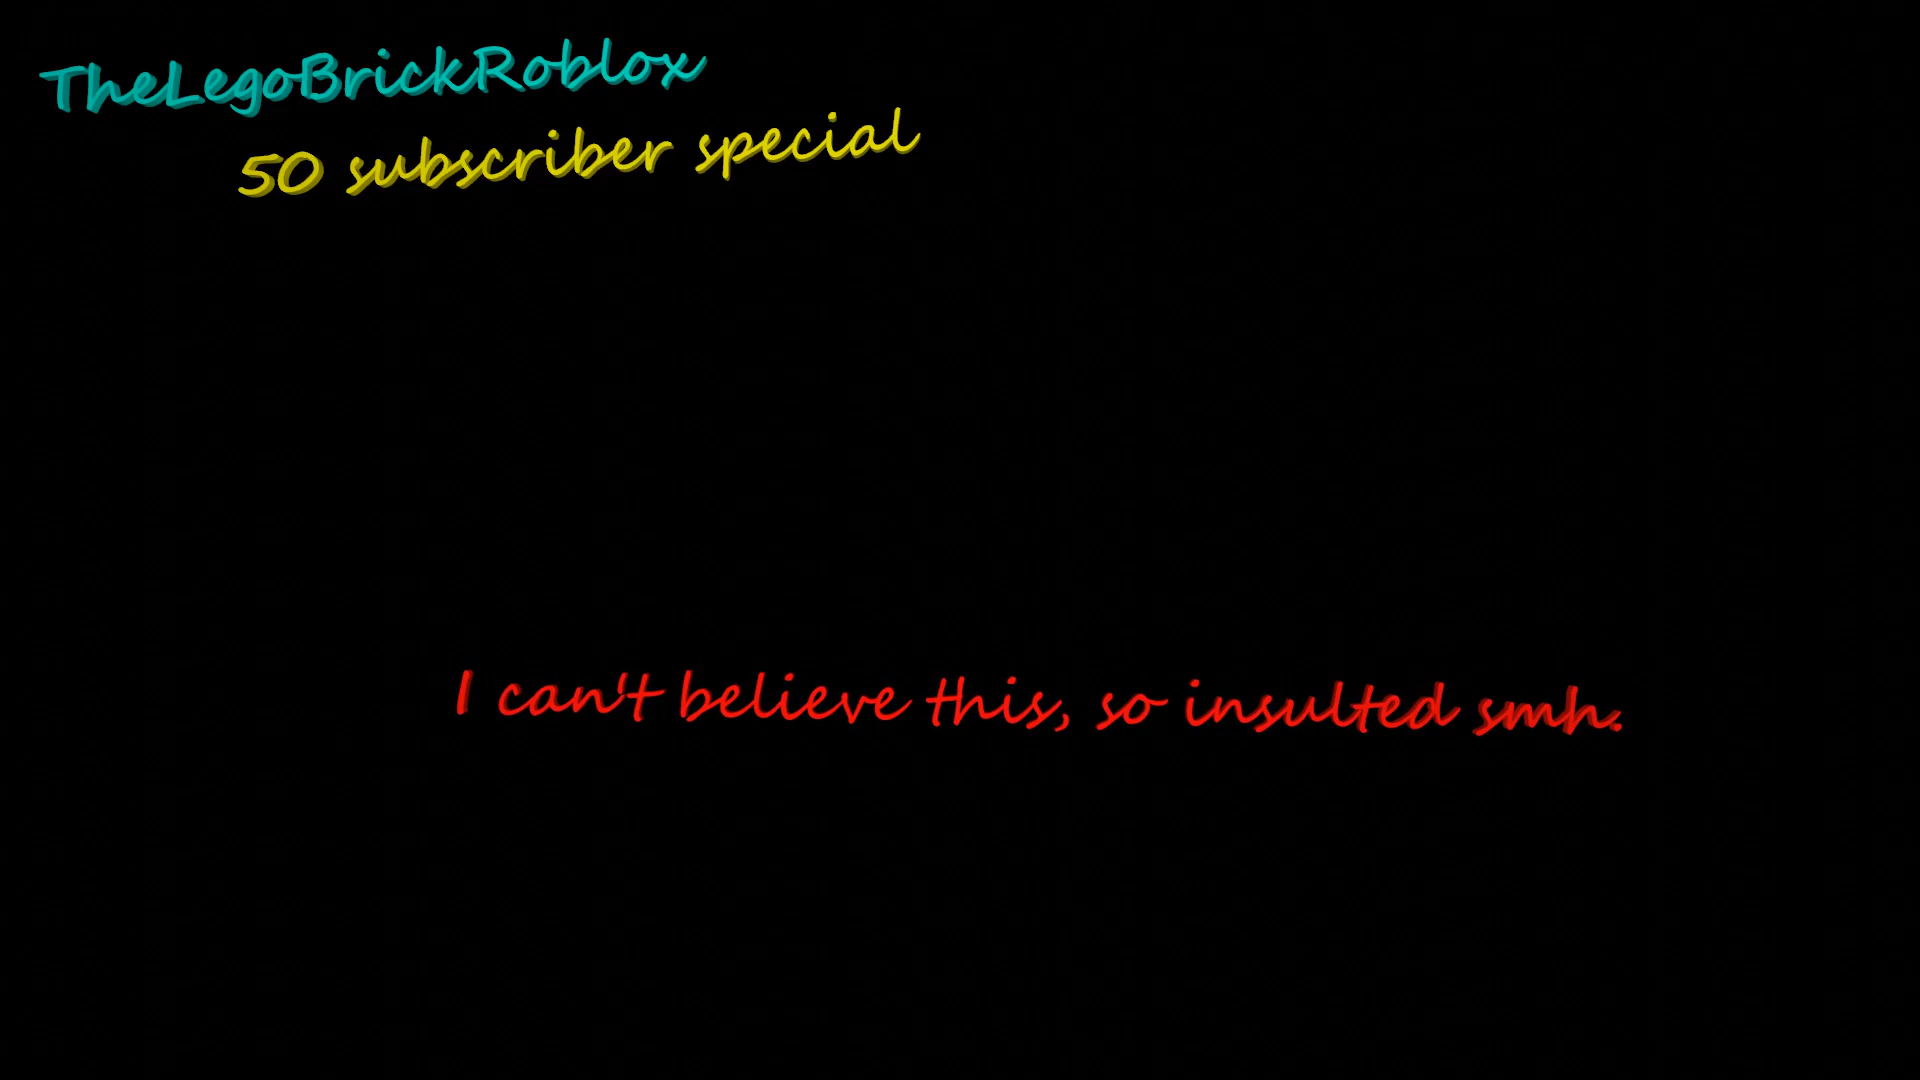 TheLegoBrickRoblox
50 subscriber special
I can't believe this, so insulted smh.